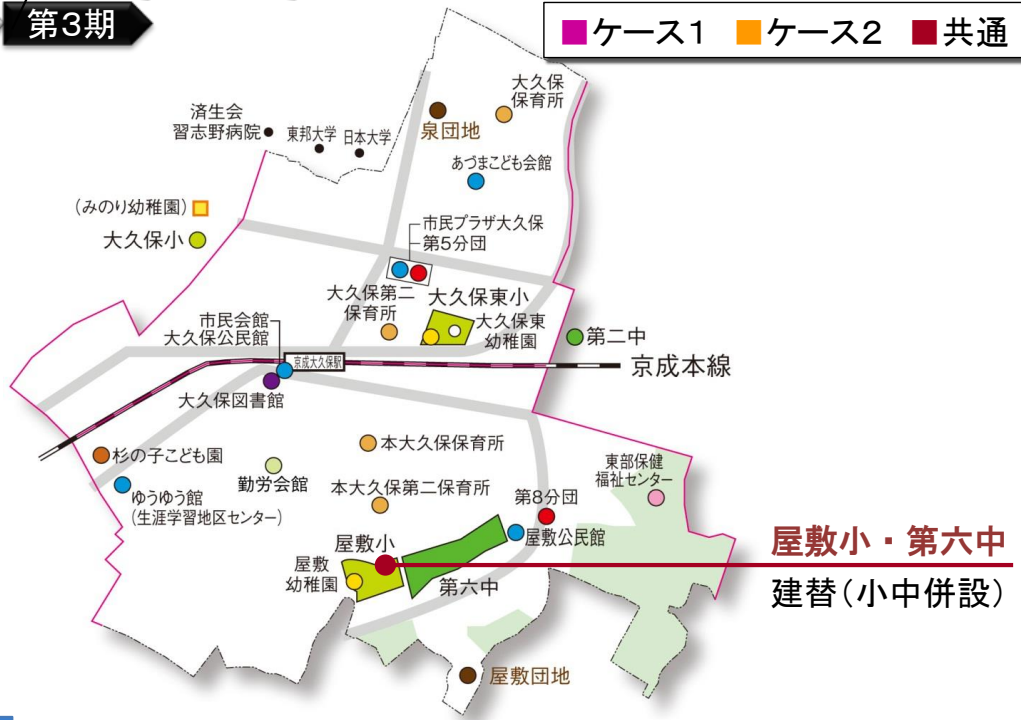 第3期
■ケース1 ■ケース2 ■共通
大久保
保育所
済生会
習志野病院
東邦大学
日本大学
泉団地
あづまこども会館
(みのり幼稚園)
大久保小
市民プラザ大久保
第5分団
大久保第二
保育所
大久保東小
大久保東
幼稚園
第二中
市民会館
大久保公民館
京成大久保駅
京成本線
大久保図書館
杉の子こども園
本大久保保育所
勤労会館
東部保健
福祉センター
ゆうゆう館
(生涯学習地区センター)
本大久保第二保育所
第8分団
屋敷公民館
屋敷小
屋敷
幼稚園
第六中
屋敷小・第六中
建替(小中併設)
屋敷団地